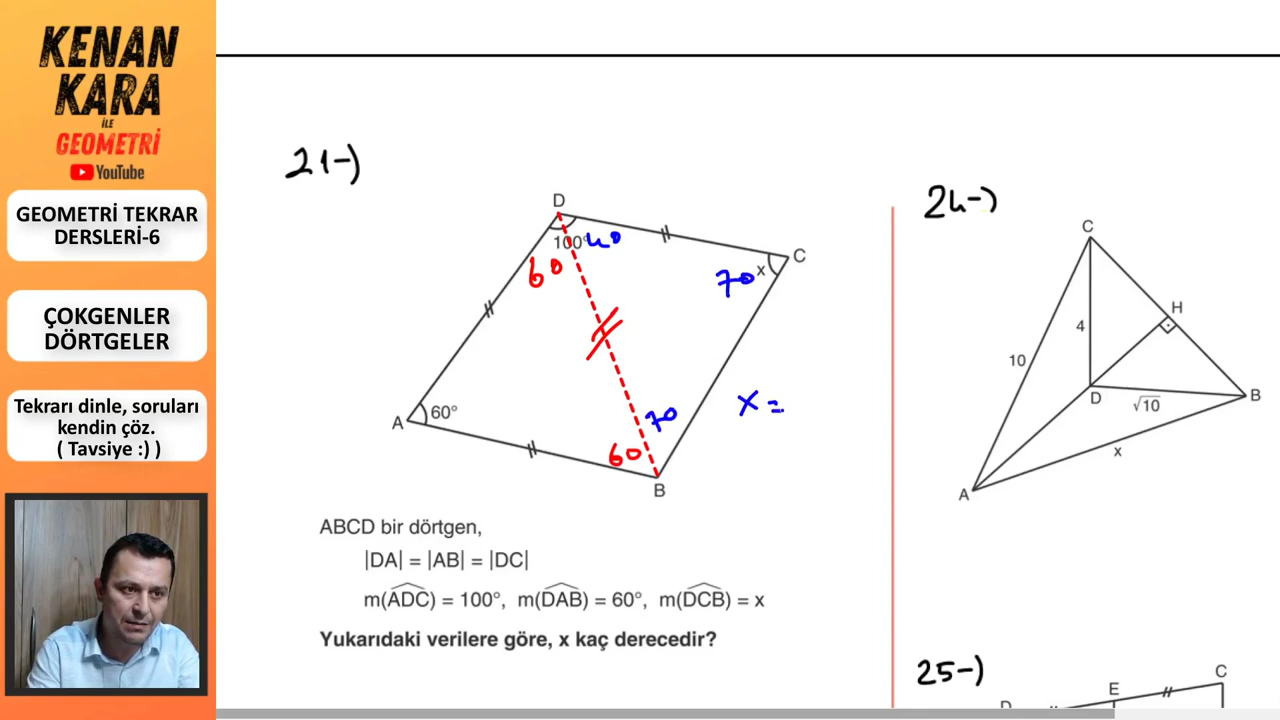 KENAN
KARA
İLE
GEOMETRİ
YouTube
GEOMETRİ TEKRAR
DERSLERİ-6
ÇOKGENLER
DÖRTGELER
Tekrarı dinle, soruları
kendin çöz.
( Tavsiye :) )
21-)
D
100°
40
60
C
x
70
A
60°
70
60
B
x =
ABCD bir dörtgen,
|DA| = |AB| = |DC|
m(ADC) = 100°, m(DAB) = 60°, m(DCB) = x
Yukarıdaki verilere göre, x kaç derecedir?
24-)
C
H
4
10
D
√10
B
x
A
25-)
C
E
D